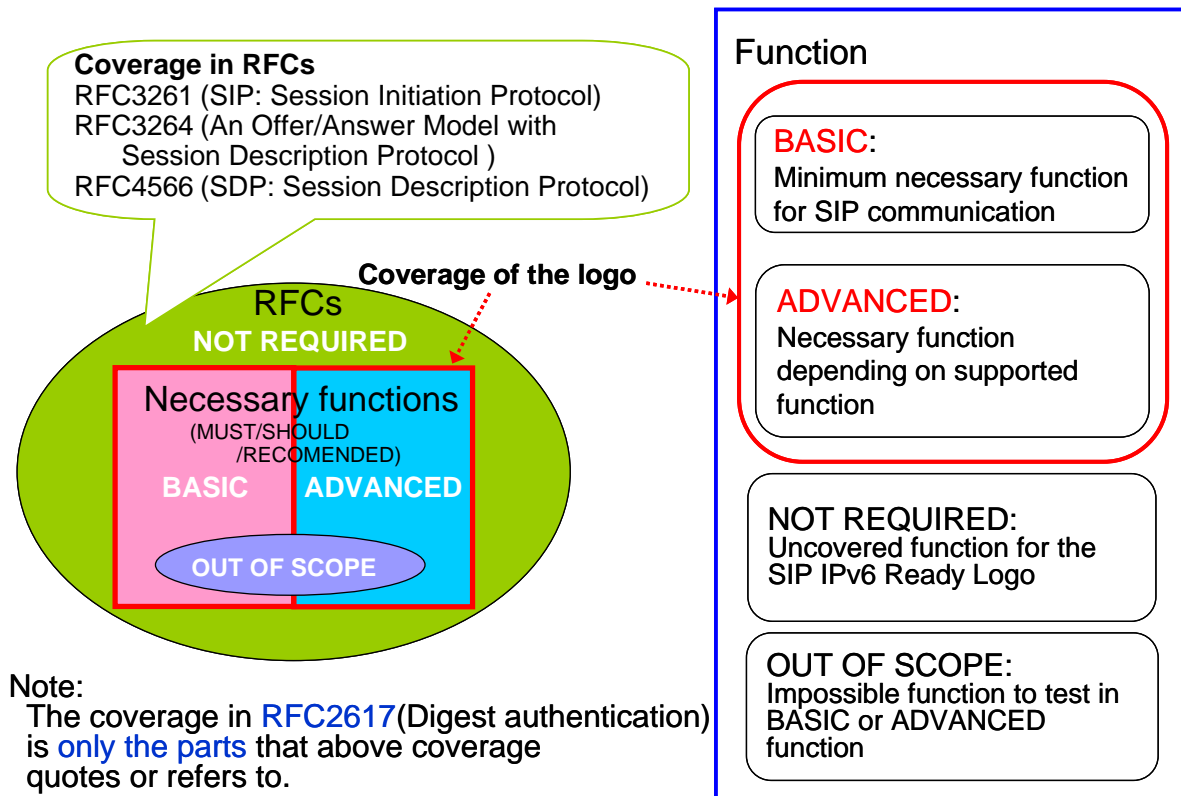 Coverage in RFCs
RFC3261 (SIP: Session Initiation Protocol)
RFC3264 (An Offer/Answer Model with
Session Description Protocol )
RFC4566 (SDP: Session Description Protocol)
Coverage of the logo
RFCs
NOT REQUIRED
Necessary functions
(MUST/SHOULD
/RECOMENDED)
BASIC
ADVANCED
OUT OF SCOPE
Note:
The coverage in RFC2617(Digest authentication)
is only the parts that above coverage
quotes or refers to.
Function
BASIC:
Minimum necessary function
for SIP communication
ADVANCED:
Necessary function
depending on supported
function
NOT REQUIRED:
Uncovered function for the
SIP IPv6 Ready Logo
OUT OF SCOPE:
Impossible function to test in
BASIC or ADVANCED
function